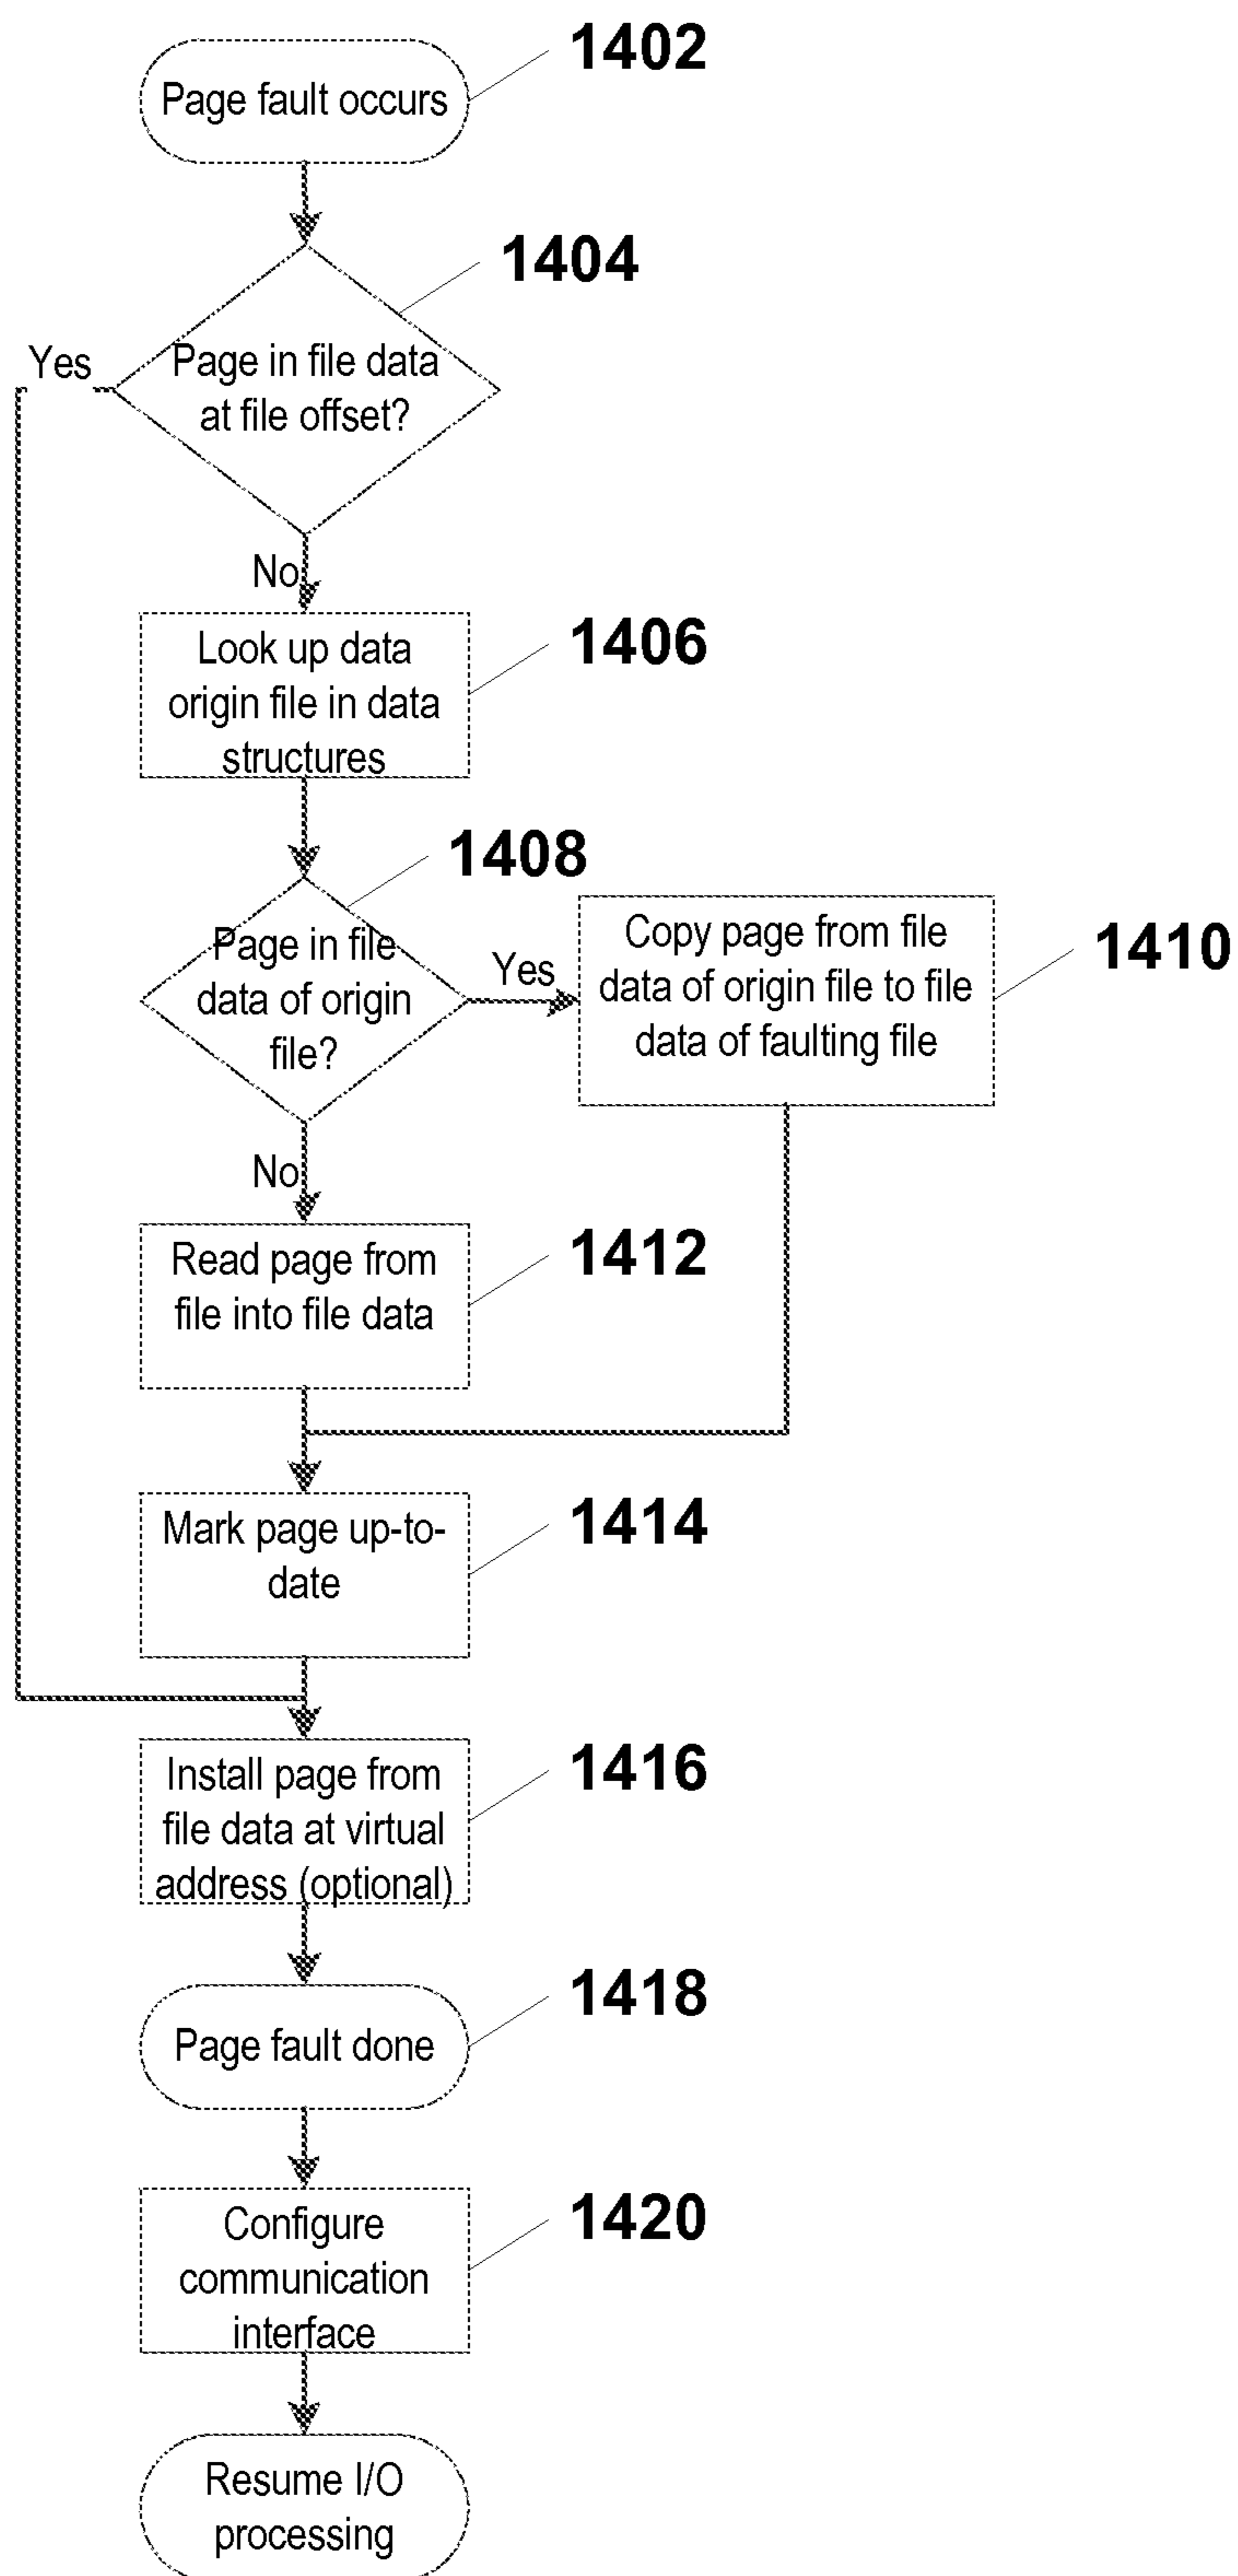 1402
Page fault occurs
1404
Yes
Page in file data
at file offset?
No
1406
Look up data
origin file in data
structures
1408
Page in file
data of origin
file?
Yes
Copy page from file
data of origin file to file
data of faulting file
1410
No
1412
Read page from
file into file data
1414
Mark page up-to-
date
1416
Install page from
file data at virtual
address (optional)
1418
Page fault done
1420
Configure
communication
interface
Resume I/O
processing